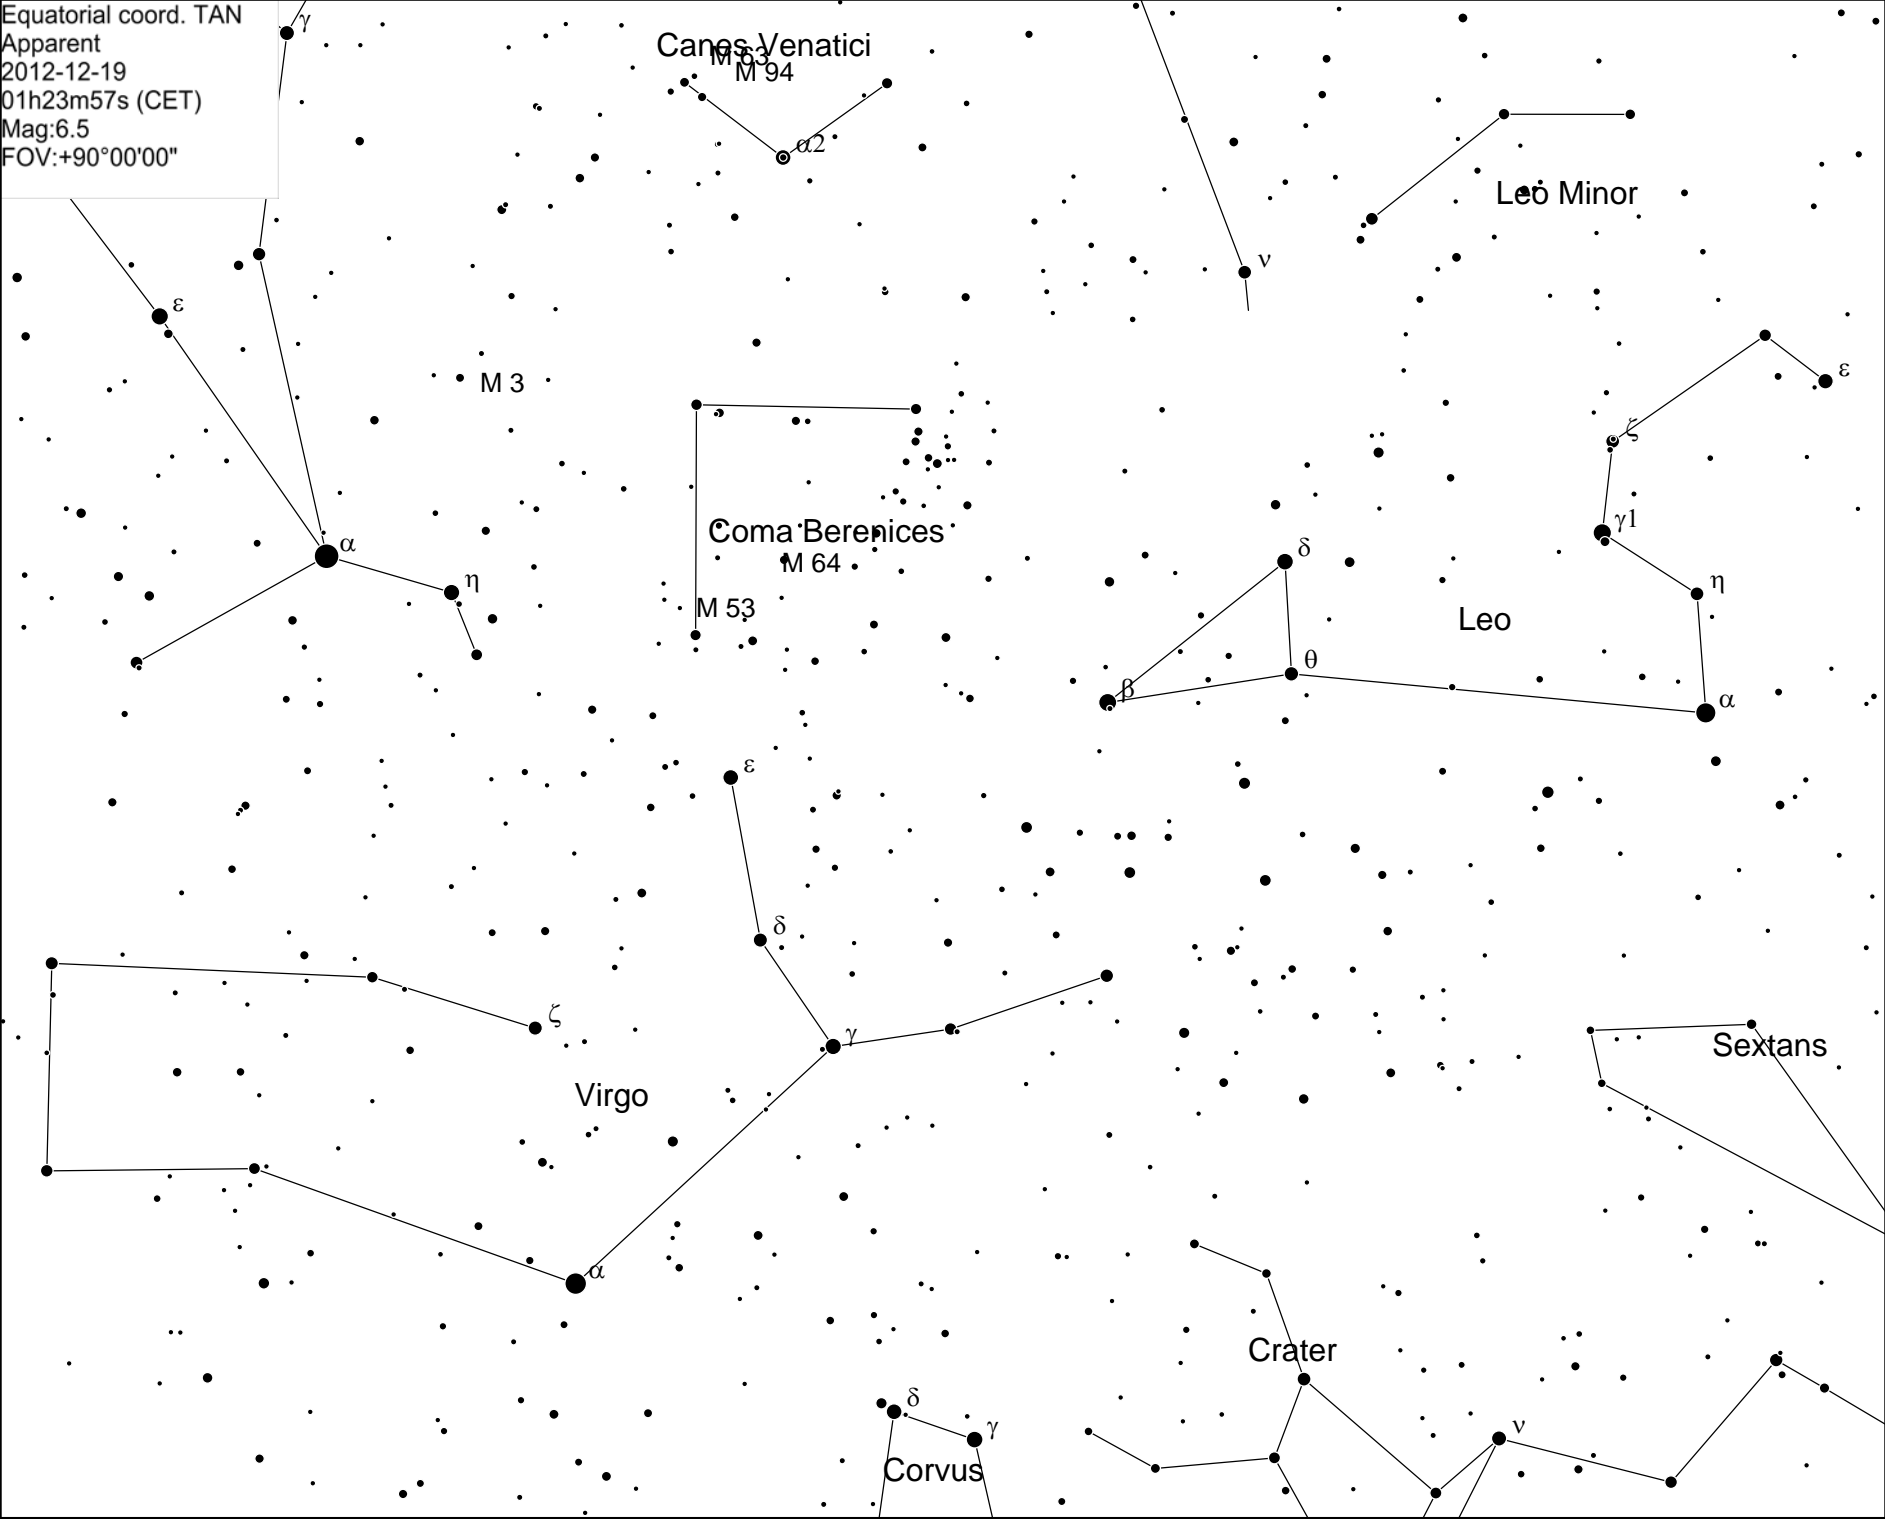 Equatorial coord. TAN
Apparent
2012-12-19
01h23m57s (CET)
Mag:6.5
FOV:+90°00'00"
γ
Canes Venatici
M 63
M 94
α2
Leo Minor
ν
ε
ε
M 3
ζ
γ1
Coma Berenices
α
δ
M 64
η
η
M 53
Leo
θ
β
α
ε
δ
ζ
γ
Sextans
Virgo
α
Crater
δ
γ
ν
Corvus